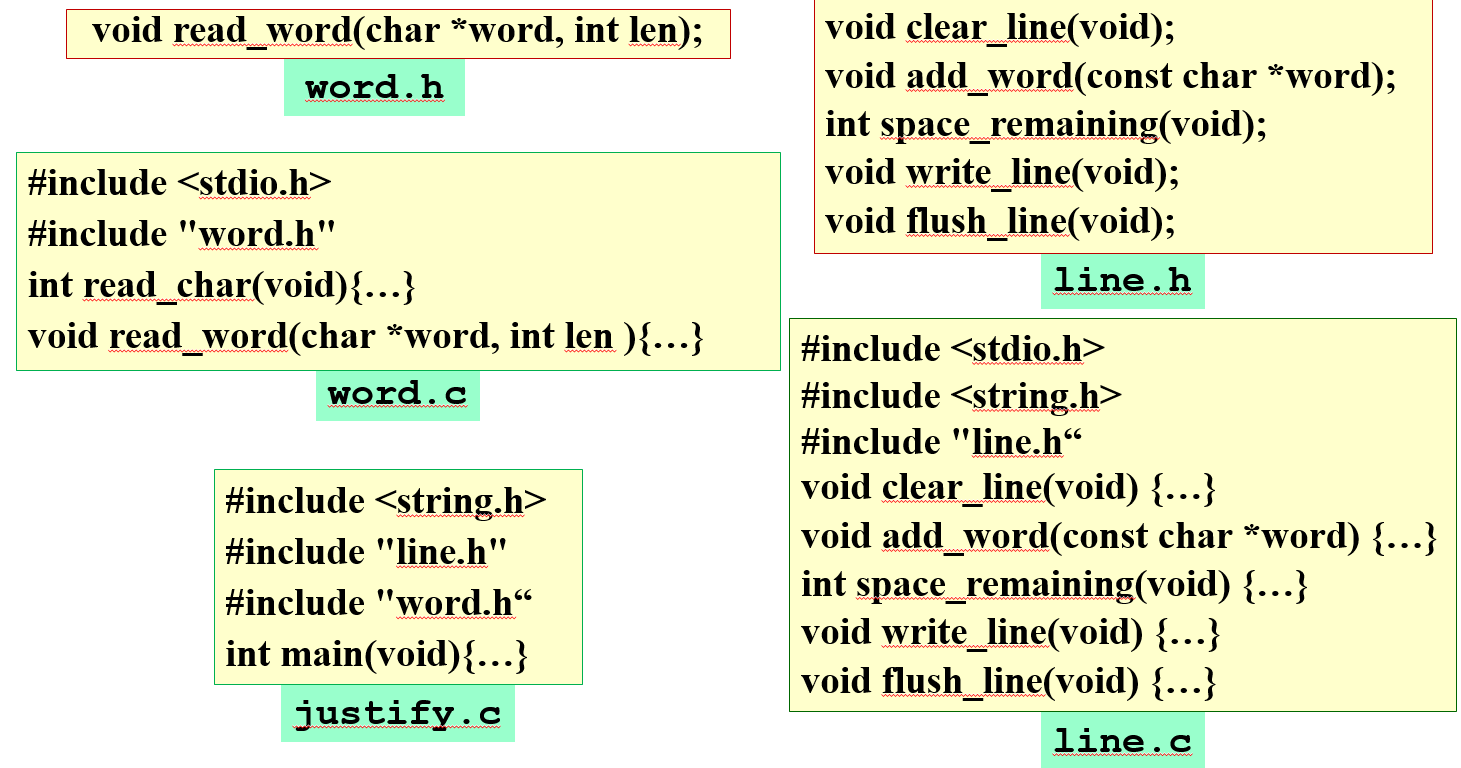 void read_word(char *word, int len);
word.h
#include <stdio.h>
#include "word.h"
int read_char(void){…}
void read_word(char *word, int len ){…}
word.c
#include <string.h>
#include "line.h"
#include "word.h“
int main(void){…}
justify.c
void clear_line(void);
void add_word(const char *word);
int space_remaining(void);
void write_line(void);
void flush_line(void);
line.h
#include <stdio.h>
#include <string.h>
#include "line.h“
void clear_line(void) {…}
void add_word(const char *word) {…}
int space_remaining(void) {…}
void write_line(void) {…}
void flush_line(void) {…}
line.c